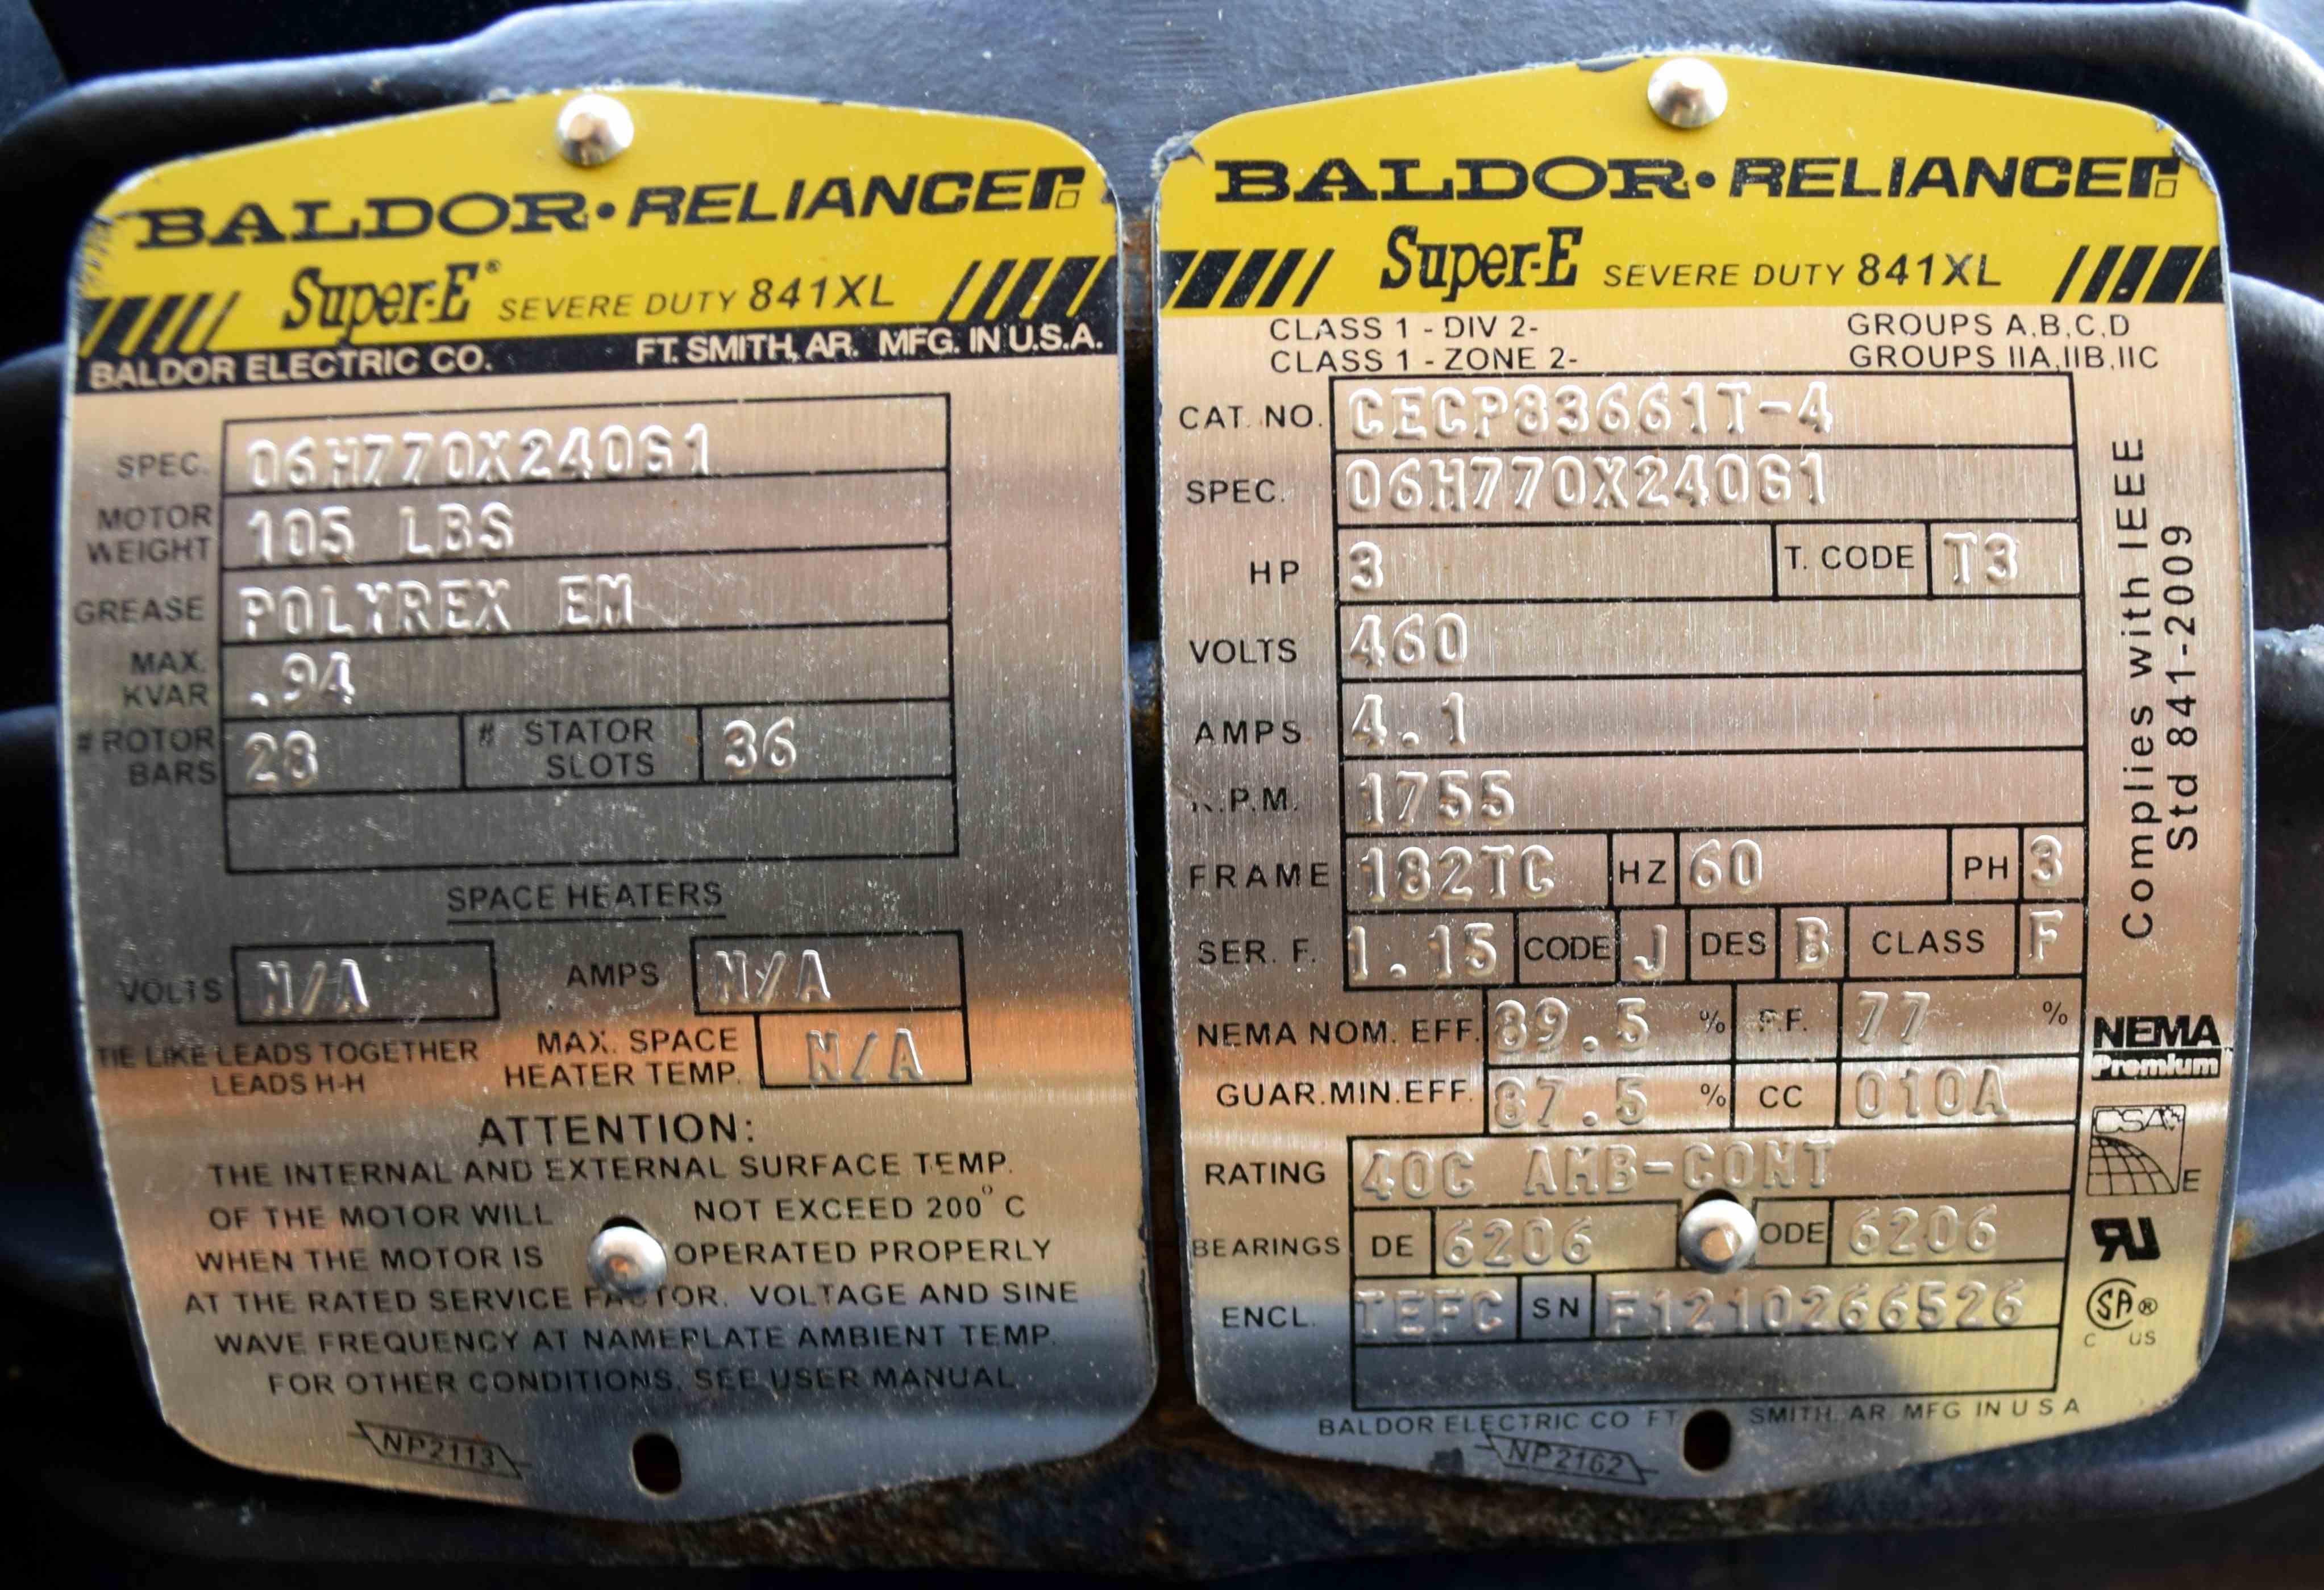 BALDOR•RELIANCE
Super-E® SEVERE DUTY 841XL
BALDOR ELECTRIC CO. FT. SMITH, AR. MFG. IN U.S.A.
SPEC. 06H770X240G1
MOTOR WEIGHT 105 LBS
GREASE POLYREX EM
MAX. KVAR .94
# ROTOR BARS 28 # STATOR SLOTS 36
SPACE HEATERS
VOLTS N/A AMPS N/A
TIE LIKE LEADS TOGETHER
LEADS H-H
MAX. SPACE HEATER TEMP. N/A
ATTENTION:
THE INTERNAL AND EXTERNAL SURFACE TEMP.
OF THE MOTOR WILL NOT EXCEED 200° C
WHEN THE MOTOR IS OPERATED PROPERLY
AT THE RATED SERVICE FACTOR. VOLTAGE AND SINE
WAVE FREQUENCY AT NAMEPLATE AMBIENT TEMP.
FOR OTHER CONDITIONS, SEE USER MANUAL
NP2113
BALDOR•RELIANCE
Super-E SEVERE DUTY 841XL
CLASS 1 - DIV 2- GROUPS A,B,C,D
CLASS 1 - ZONE 2- GROUPS IIA,IIB,IIC
CAT. NO. CECP83661T-4
SPEC. 06H770X240G1
HP 3 T. CODE T3
VOLTS 460
AMPS 4.1
R.P.M. 1755
FRAME 182TC HZ 60 PH 3
SER. F. 1.15 CODE J DES B CLASS F
NEMA NOM. EFF. 89.5 % P.F. 77 %
GUAR.MIN.EFF. 87.5 % CC 010A
RATING 40C AMB-CONT
BEARINGS DE 6206 ODE 6206
ENCL. TEFC SN F1210266526
BALDOR ELECTRIC CO FT SMITH, AR MFG IN U S A
NP2162
Complies with IEEE
Std 841-2009
NEMA
Premium
CSA
E
RU
SA®
C US